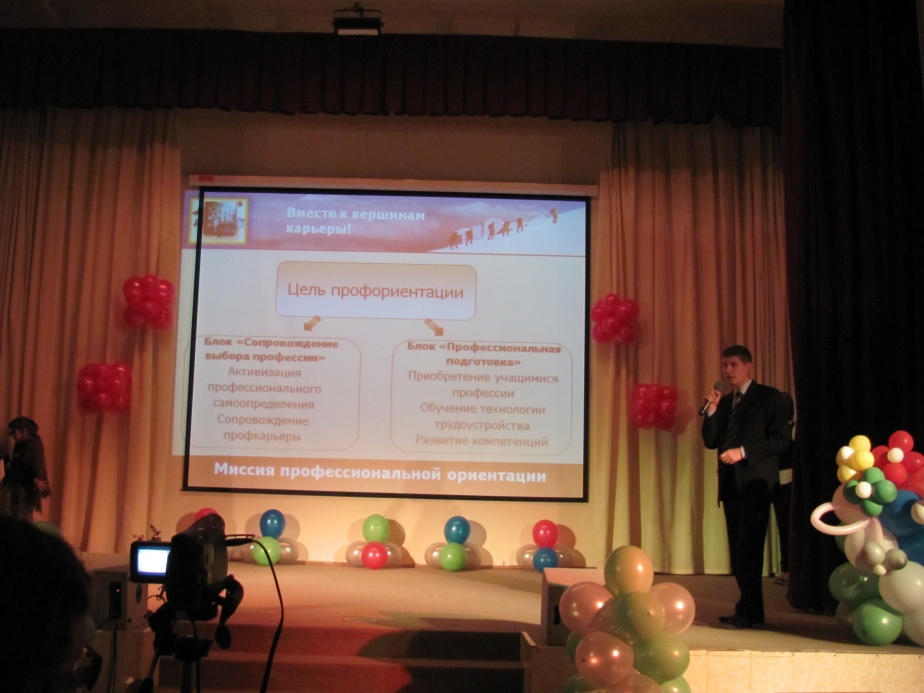 Вместе к вершинам
карьеры!
Цель профориентации
Блок «Сопровождение
выбора профессии»
Активизация
профессионального
самоопределения
Сопровождение
профкарьеры
Блок «Профессиональная
подготовка»
Приобретение учащимися
профессии
Обучение технологии
трудоустройства
Развитие компетенций
Миссия профессиональной ориентации